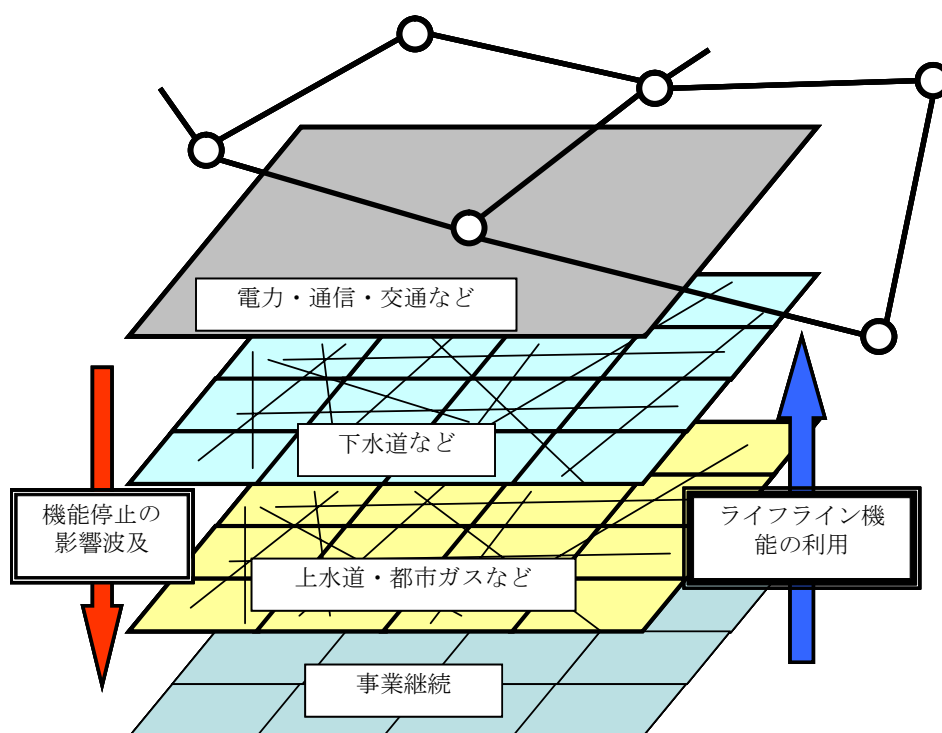 電力・通信・交通など
下水道など
機能停止の
影響波及
ライフライン機
能の利用
上水道・都市ガスなど
事業継続